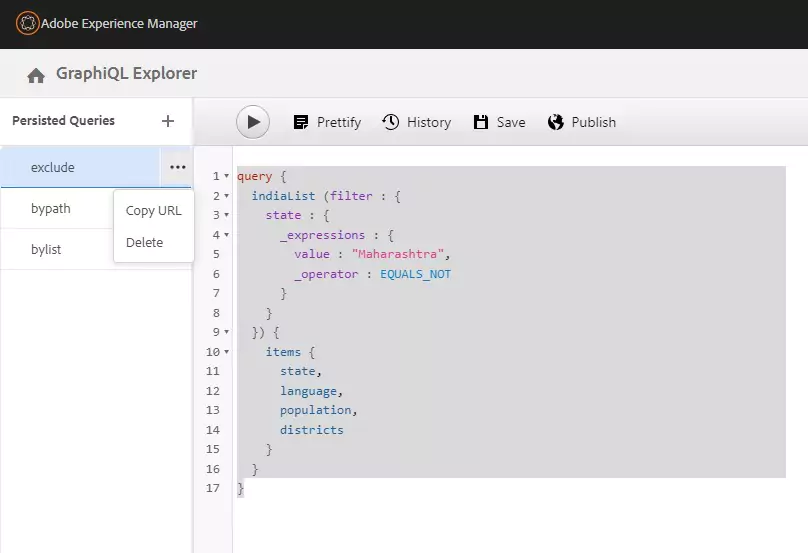 Adobe Experience Manager
GraphiQL Explorer
Persisted Queries +
Prettify History Save Publish
exclude •••
Copy URL
Delete
bypath
bylist
1 query {
2 indiaList (filter : {
3 state : {
4 _expressions : {
5 value : "Maharashtra",
6 _operator : EQUALS_NOT
7 }
8 }
9 }) {
10 items {
11 state,
12 language,
13 population,
14 districts
15 }
16 }
17 }